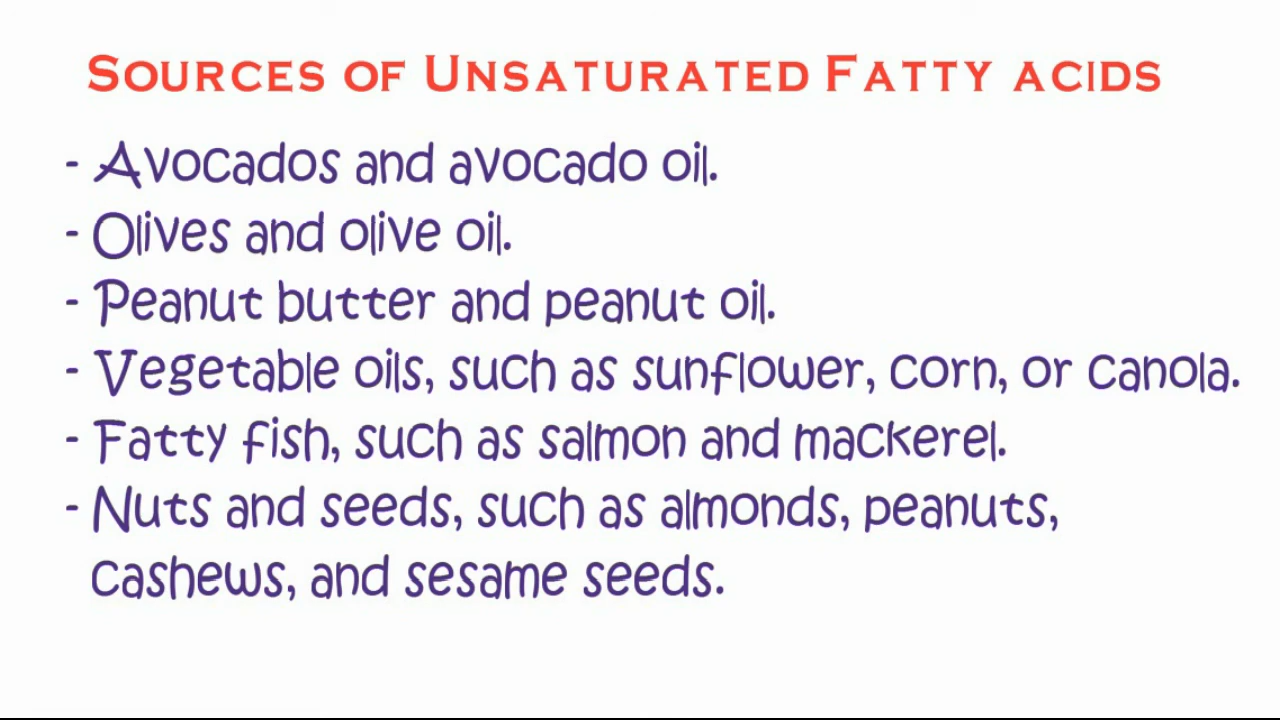 Sources of Unsaturated Fatty acids
- Avocados and avocado oil.
- Olives and olive oil.
- Peanut butter and peanut oil.
- Vegetable oils, such as sunflower, corn, or canola.
- Fatty fish, such as salmon and mackerel.
- Nuts and seeds, such as almonds, peanuts,
cashews, and sesame seeds.